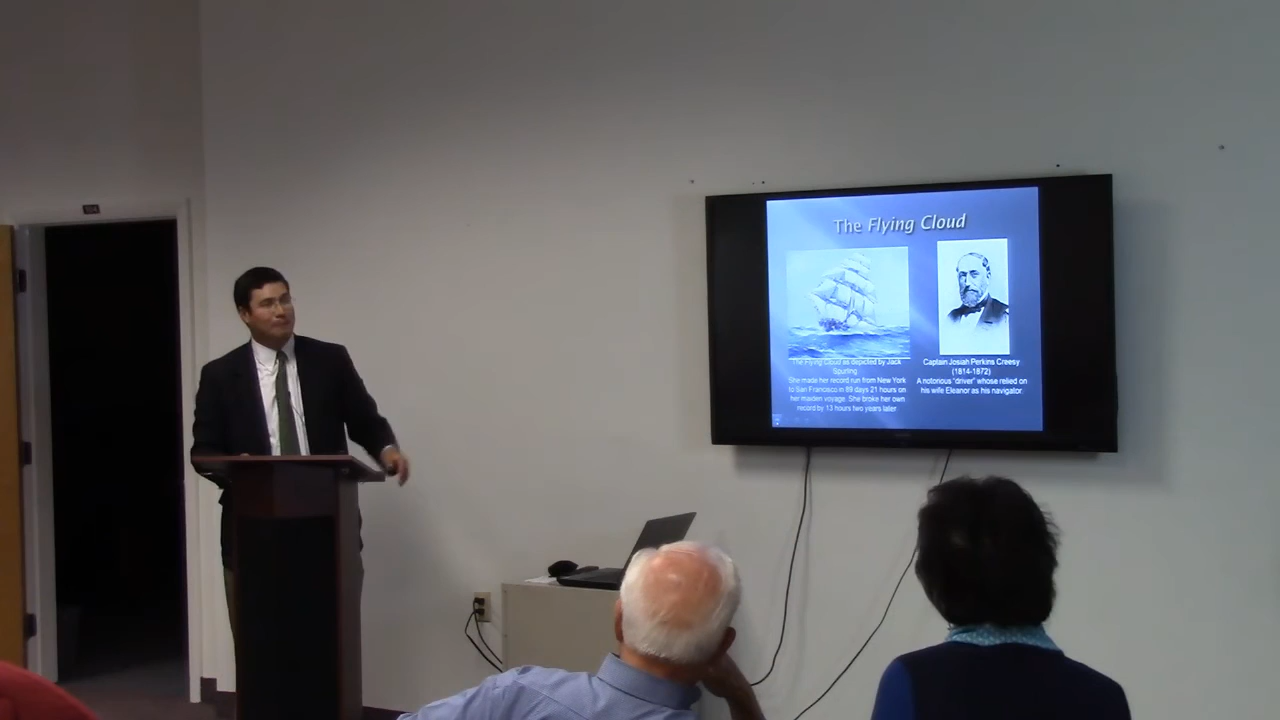 The Flying Cloud
The Flying Cloud as depicted by Jack
Spurling
She made her record run from New York
to San Francisco in 89 days 21 hours on
her maiden voyage. She broke her own
record by 13 hours two years later
Captain Josiah Perkins Creesy
(1814-1872)
A notorious "driver" whose relied on
his wife Eleanor as his navigator